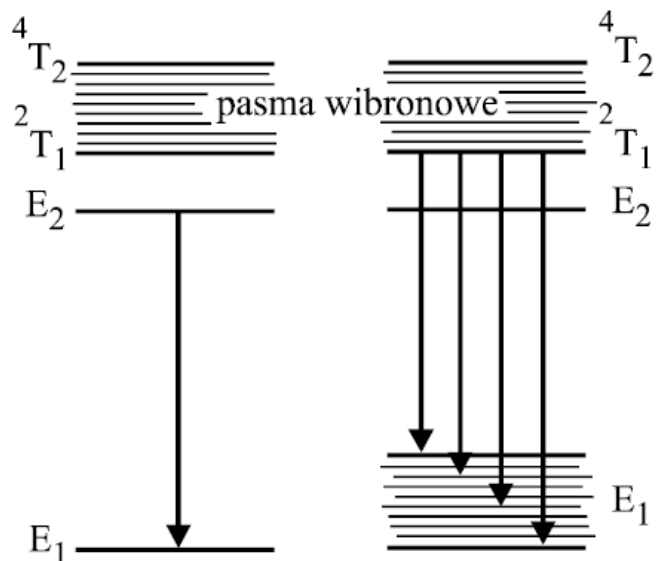 ⁴T₂ ⁴T₂
pasma wibronowe
²T₁ ²T₁
E₂ E₂
E₁ E₁